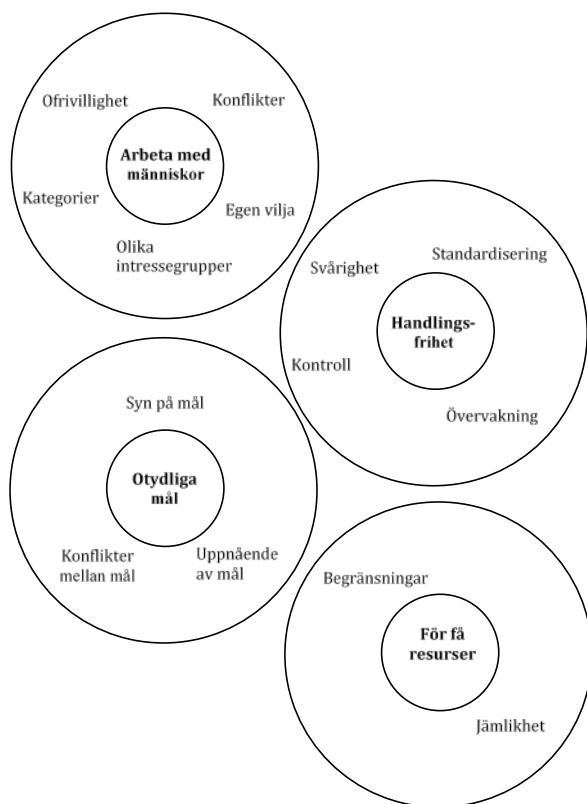 Ofrivillighet
Konflikter
Arbeta med
människor
Kategorier
Egen vilja
Olika
intressegrupper
Standardisering
Svårighet
Handlings-
frihet
Kontroll
Övervakning
Syn på mål
Otydliga
mål
Konflikter
mellan mål
Uppnående
av mål
Begränsningar
För få
resurser
Jämlikhet